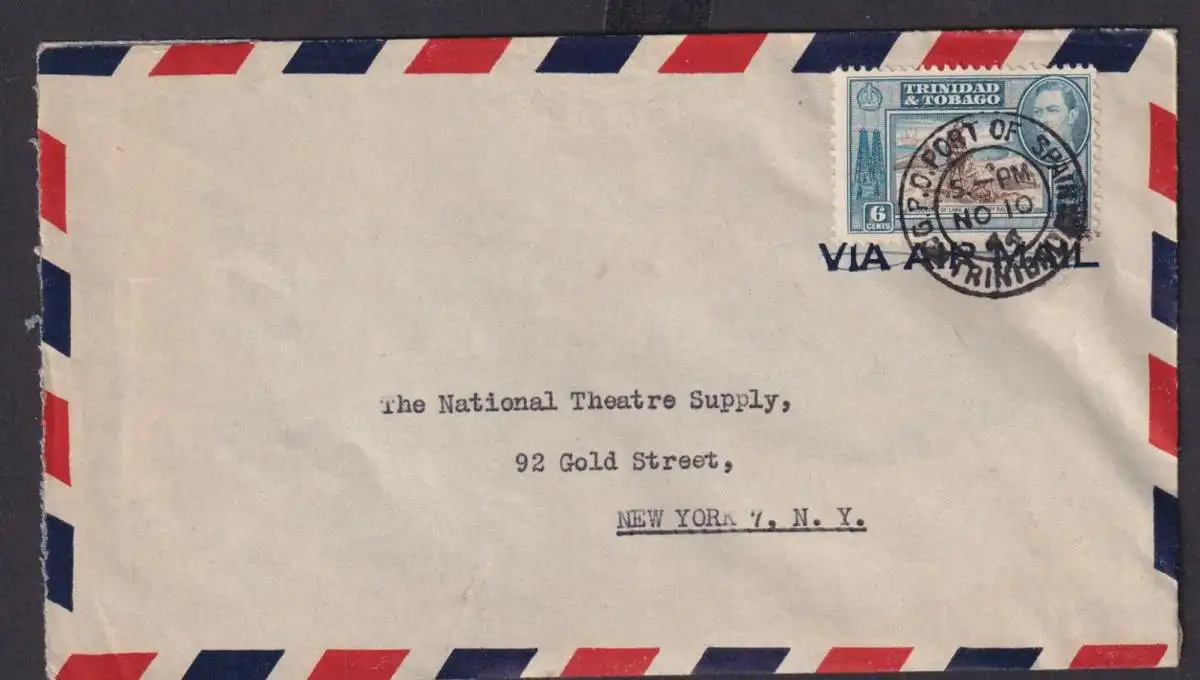 TRINIDAD
& TOBAGO
6
CENTS
G.P.O. PORT OF SPAIN
5 - PM
NO 10
44
TRINIDAD
VIA AIR MAIL
The National Theatre Supply,
92 Gold Street,
NEW YORK 7, N. Y.